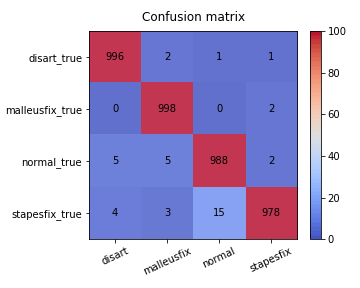 Confusion matrix
disart_true 996 2 1 1
malleusfix_true 0 998 0 2
normal_true 5 5 988 2
stapesfix_true 4 3 15 978
disart malleusfix normal stapesfix
100
80
60
40
20
0